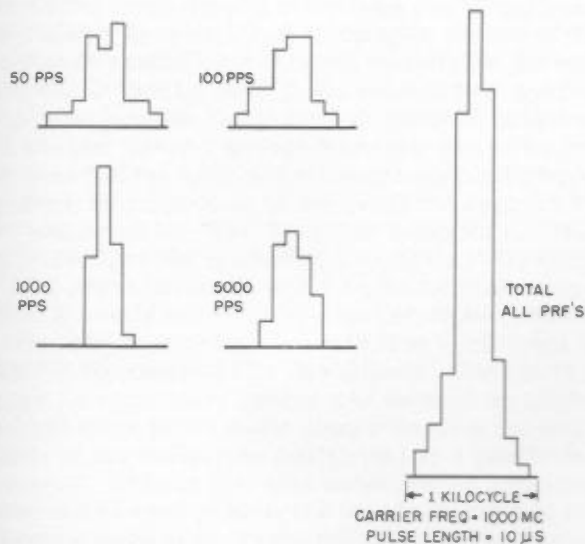 50 PPS
100 PPS
1000
PPS
5000
PPS
TOTAL
ALL PRF'S
1 KILOCYCLE
CARRIER FREQ = 1000 MC
PULSE LENGTH = 10 μS